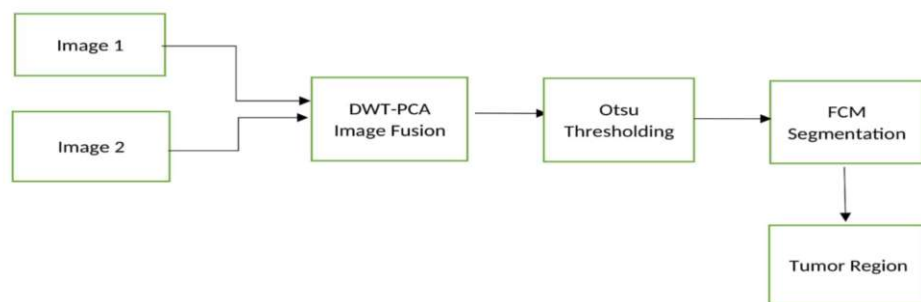 Image 1
Image 2
DWT-PCA
Image Fusion
Otsu
Thresholding
FCM
Segmentation
Tumor Region